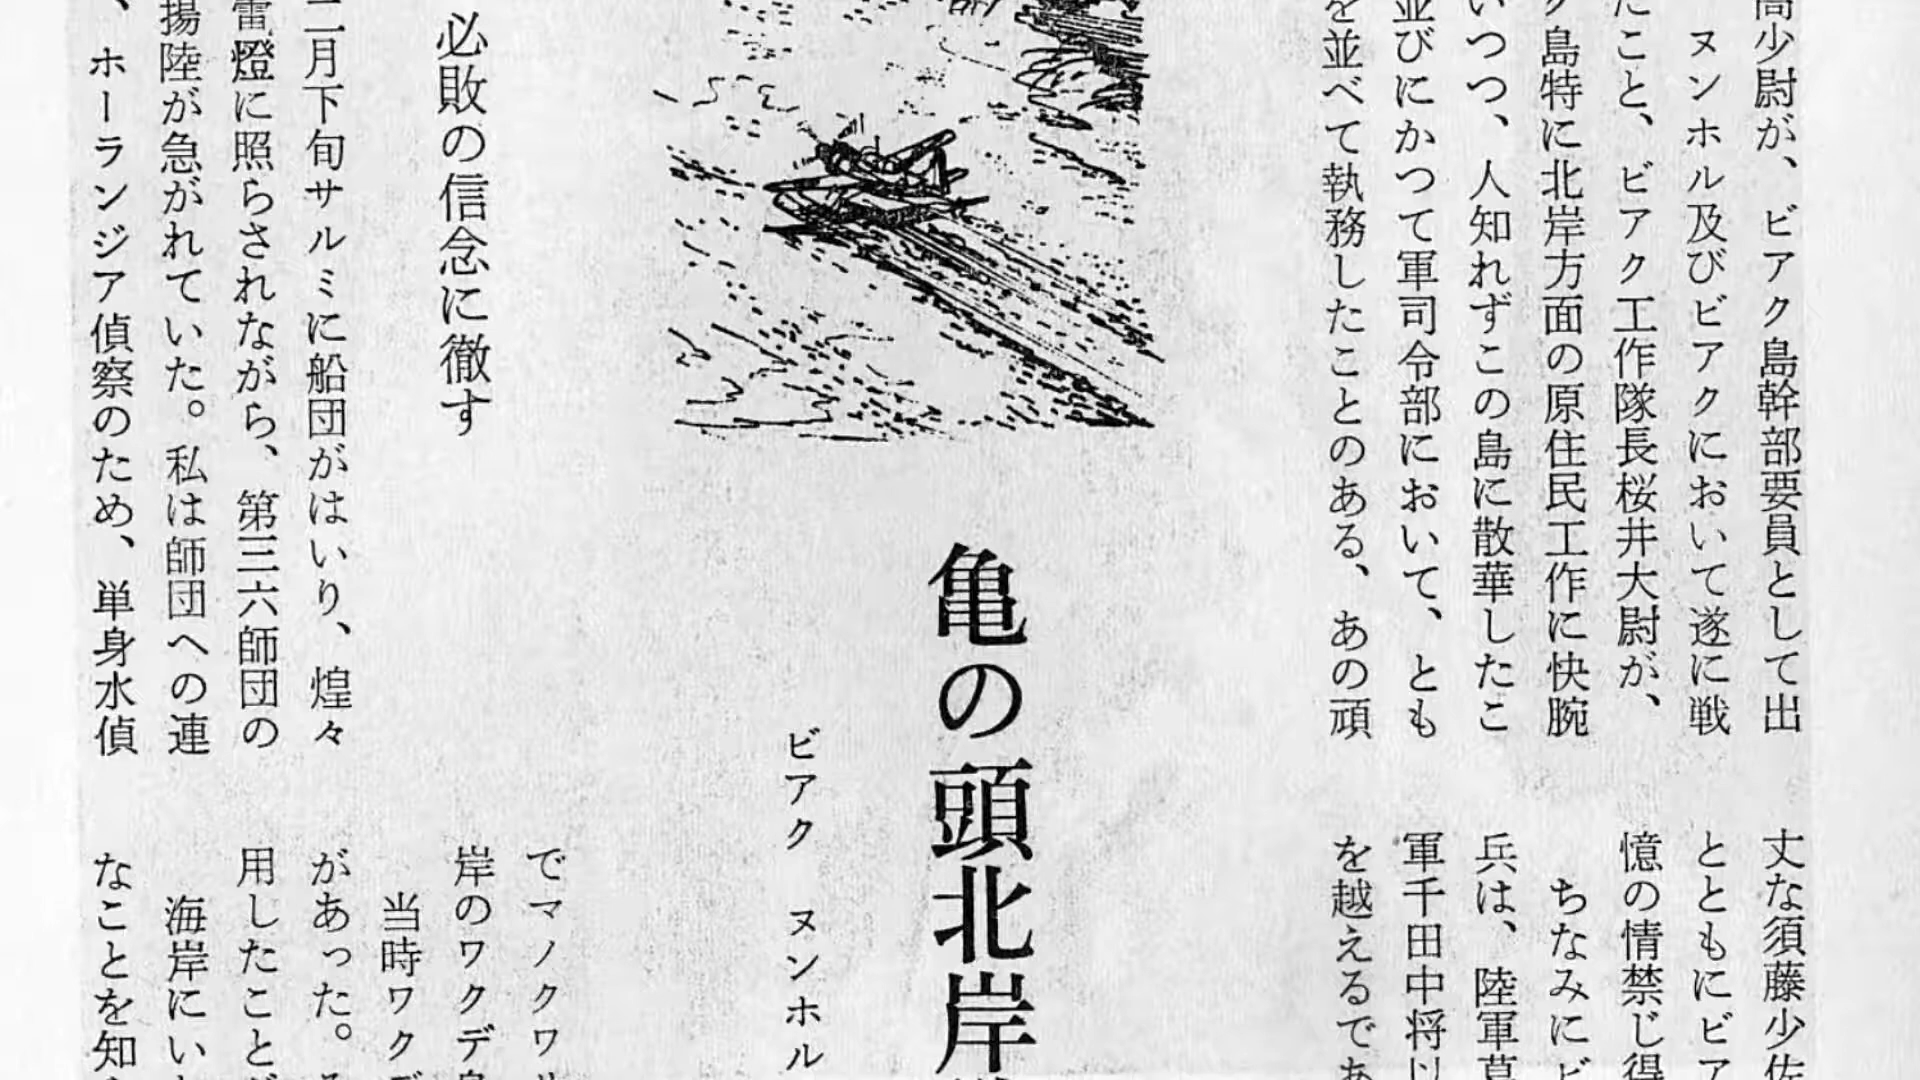 高少尉が、ビアク島幹部要員として出
ヌンホル及びビアクにおいて遂に戦
こと、ビアク工作隊長桜井大尉が、
ク島特に北岸方面の原住民工作に快腕
いつつ、人知れずこの島に散華したこ
並びにかつて軍司令部において、とも
を並べて執務したことのある、あの頑
丈な須藤少佐
とともにビア
憶の情禁じ得
ちなみにビ
兵は、陸軍墓
軍千田中将以
を越えるであ
亀の頭北岸
ビアク ヌンホル
必敗の信念に徹す
二月下旬サルミに船団がはいり、煌々
電燈に照らされながら、第三六師団の
揚陸が急がれていた。私は師団への連
、ホーランジア偵察のため、単身水偵
でマノクワ
岸のワクデ島
当時ワクデ
があった。
用したこと
海岸にい
なことを知